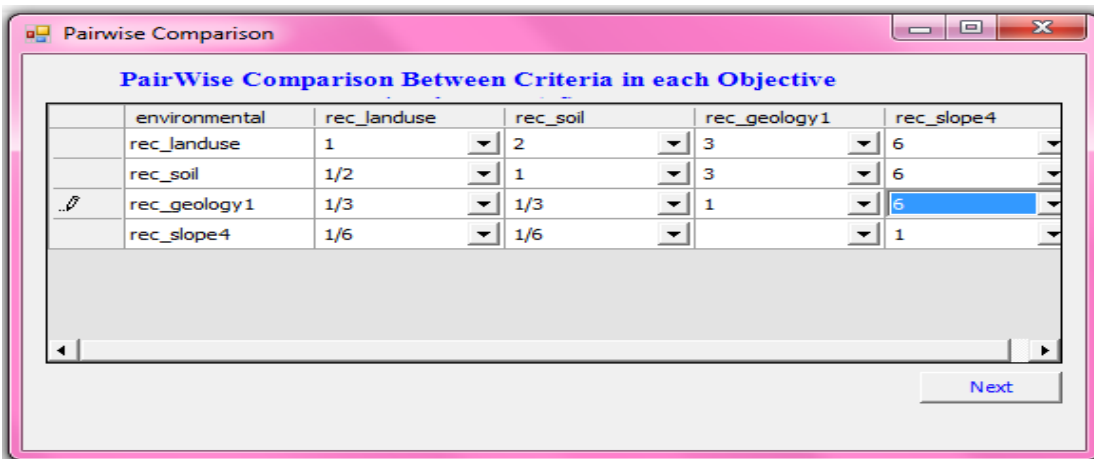 Pairwise Comparison
PairWise Comparison Between Criteria in each Objective
environmental rec_landuse rec_soil rec_geology1 rec_slope4
rec_landuse 1 2 3 6
rec_soil 1/2 1 3 6
rec_geology1 1/3 1/3 1 6
rec_slope4 1/6 1/6 1
Next